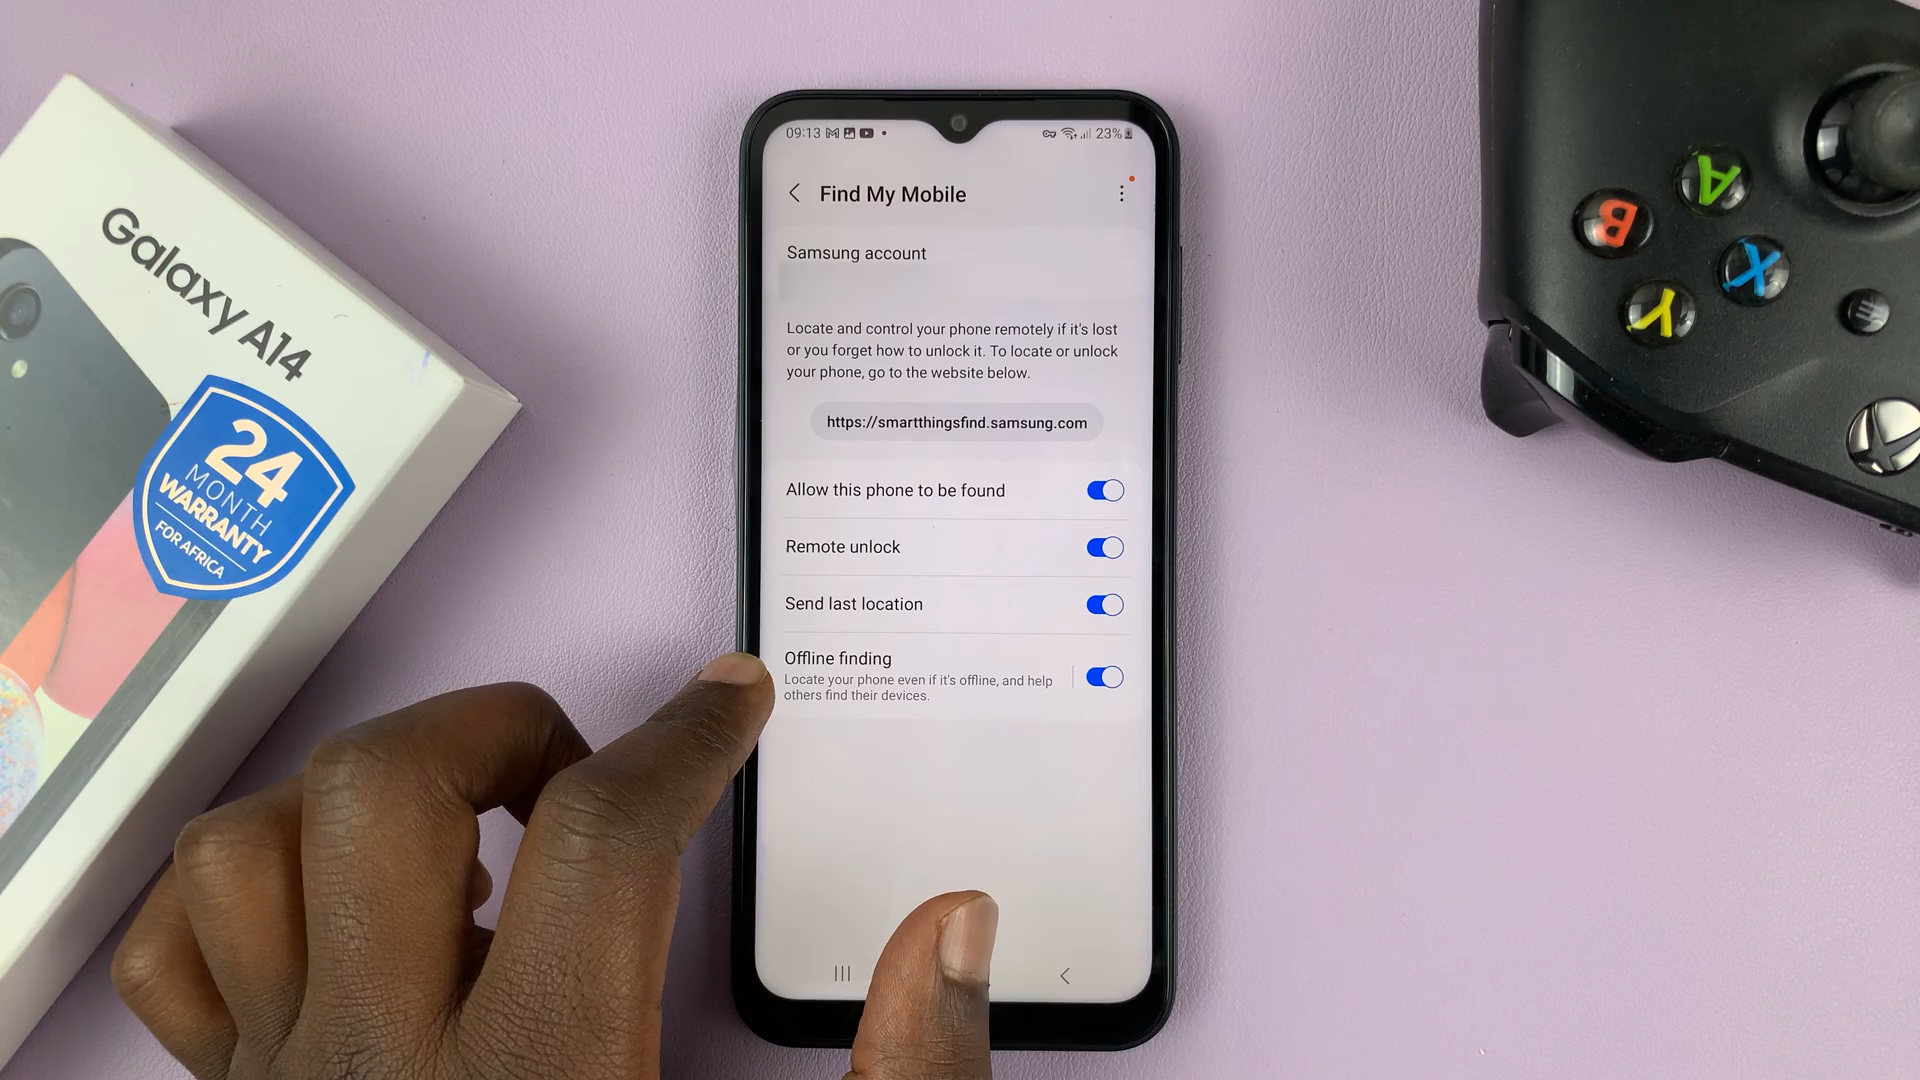 Galaxy A14
24
MONTH
WARRANTY
FOR AFRICA
09:13
23%
Find My Mobile
Samsung account
Locate and control your phone remotely if it's lost
or you forget how to unlock it. To locate or unlock
your phone, go to the website below.
https://smartthingsfind.samsung.com
Allow this phone to be found
Remote unlock
Send last location
Offline finding
Locate your phone even if it's offline, and help
others find their devices.
A
B
X
Y